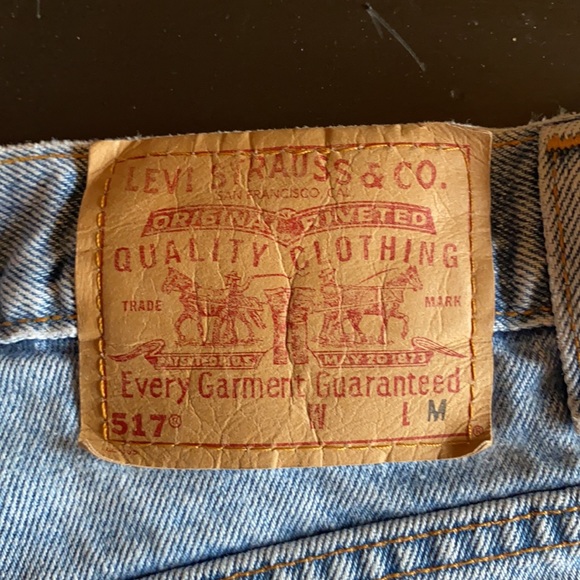 LEVI STRAUSS & CO.
SAN FRANCISCO CAL
ORIGINAL RIVETED
QUALITY CLOTHING
TRADE MARK
PATENTED U.S. MAY 20 1873
Every Garment Guaranteed
517® W L M